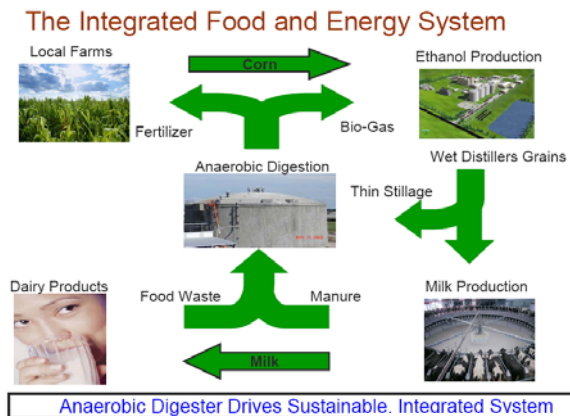 The Integrated Food and Energy System
Local Farms
Corn
Ethanol Production
Fertilizer
Bio-Gas
Anaerobic Digestion
Wet Distillers Grains
Thin Stillage
Dairy Products
Food Waste
Manure
Milk Production
Milk
Anaerobic Digester Drives Sustainable, Integrated System